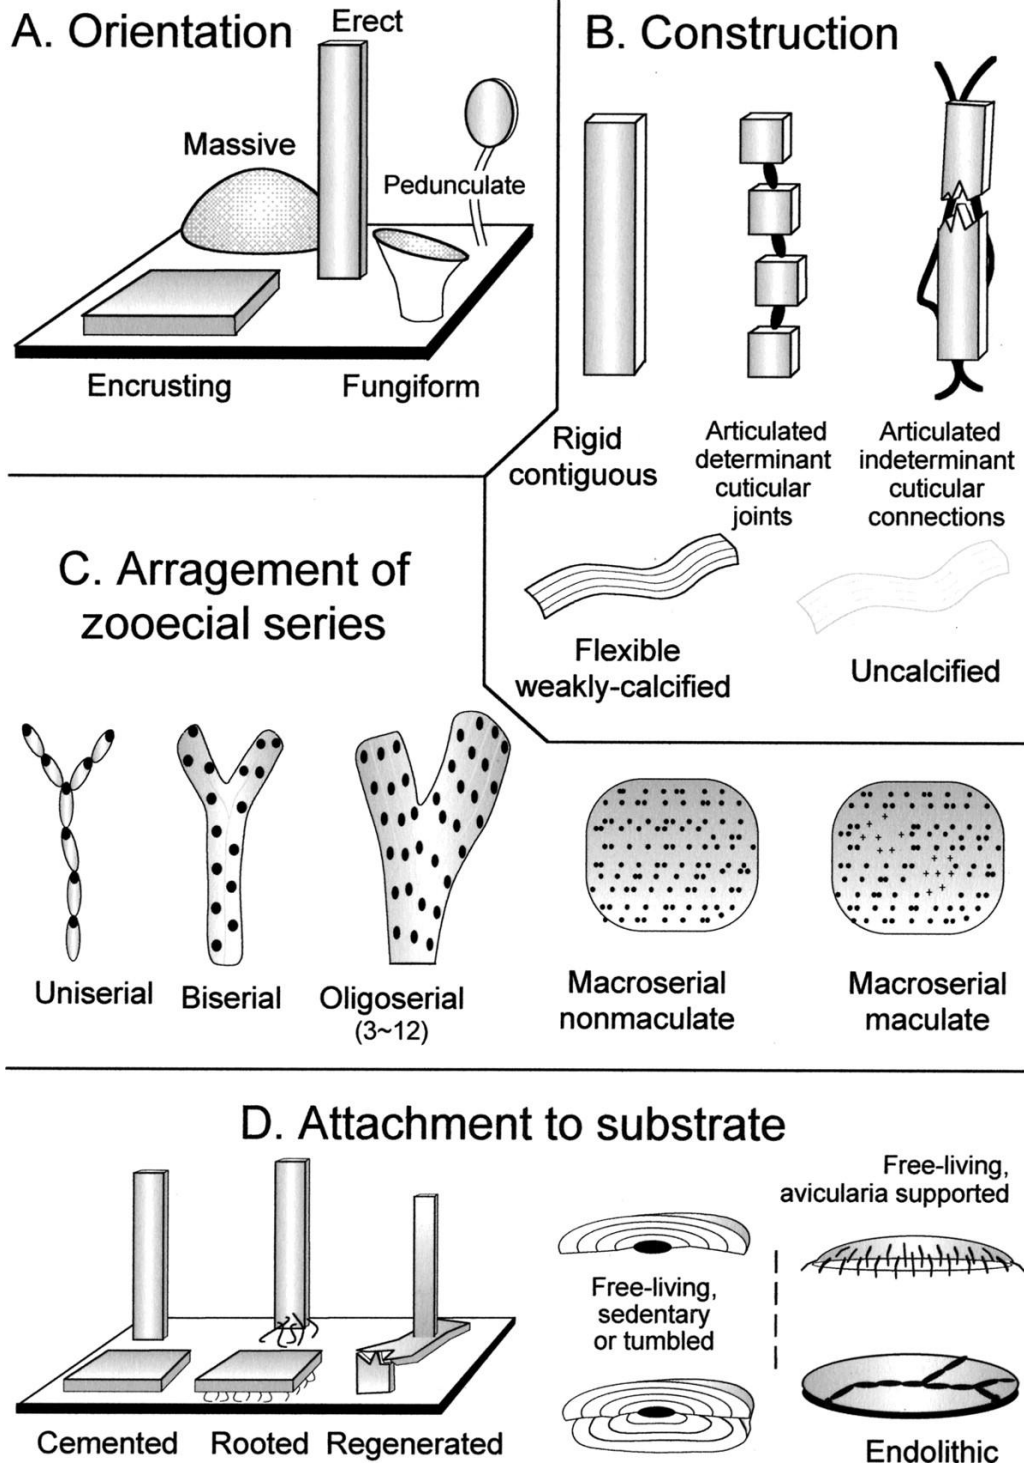 A. Orientation
Erect
Massive
Pedunculate
Encrusting
Fungiform
B. Construction
Rigid
contiguous
Articulated
determinant
cuticular
joints
Articulated
indeterminant
cuticular
connections
Flexible
weakly-calcified
Uncalcified
C. Arragement of
zooecial series
Uniserial
Biserial
Oligoserial
(3~12)
Macroserial
nonmaculate
Macroserial
maculate
D. Attachment to substrate
Cemented
Rooted
Regenerated
Free-living,
sedentary
or tumbled
Free-living,
avicularia supported
Endolithic